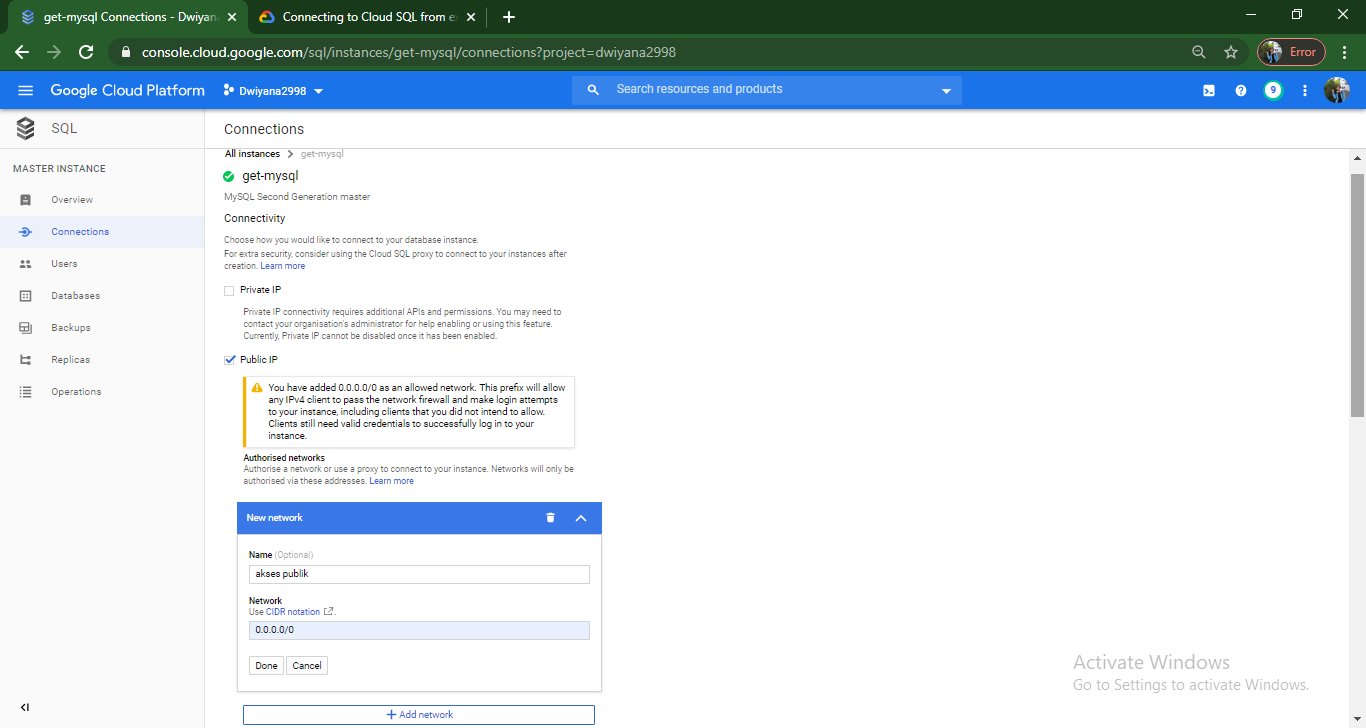 get-mysql Connections - Dwiyan
Connecting to Cloud SQL from e
console.cloud.google.com/sql/instances/get-mysql/connections?project=dwiyana2998
Error
Google Cloud Platform
Dwiyana2998
Search resources and products
9
SQL
Connections
MASTER INSTANCE
Overview
Connections
Users
Databases
Backups
Replicas
Operations
All instances
get-mysql
get-mysql
MySQL Second Generation master
Connectivity
Choose how you would like to connect to your database instance.
For extra security, consider using the Cloud SQL proxy to connect to your instances after
creation. Learn more
Private IP
Private IP connectivity requires additional APIs and permissions. You may need to
contact your organisation's administrator for help enabling or using this feature.
Currently, Private IP cannot be disabled once it has been enabled.
Public IP
You have added 0.0.0.0/0 as an allowed network. This prefix will allow
any IPv4 client to pass the network firewall and make login attempts
to your instance, including clients that you did not intend to allow.
Clients still need valid credentials to successfully log in to your
instance.
Authorised networks
Authorise a network or use a proxy to connect to your instance. Networks will only be
authorised via these addresses. Learn more
New network
Name (Optional)
akses publik
Network
Use CIDR notation .
0.0.0.0/0
Done Cancel
+ Add network
Activate Windows
Go to Settings to activate Windows.